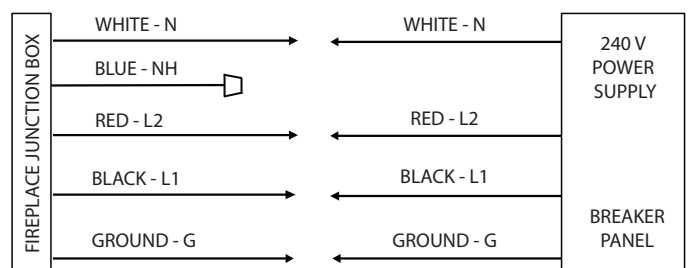 FIREPLACE JUNCTION BOX
WHITE - N
BLUE - NH
RED - L2
BLACK - L1
GROUND - G
WHITE - N
RED - L2
BLACK - L1
GROUND - G
240 V
POWER
SUPPLY
BREAKER
PANEL